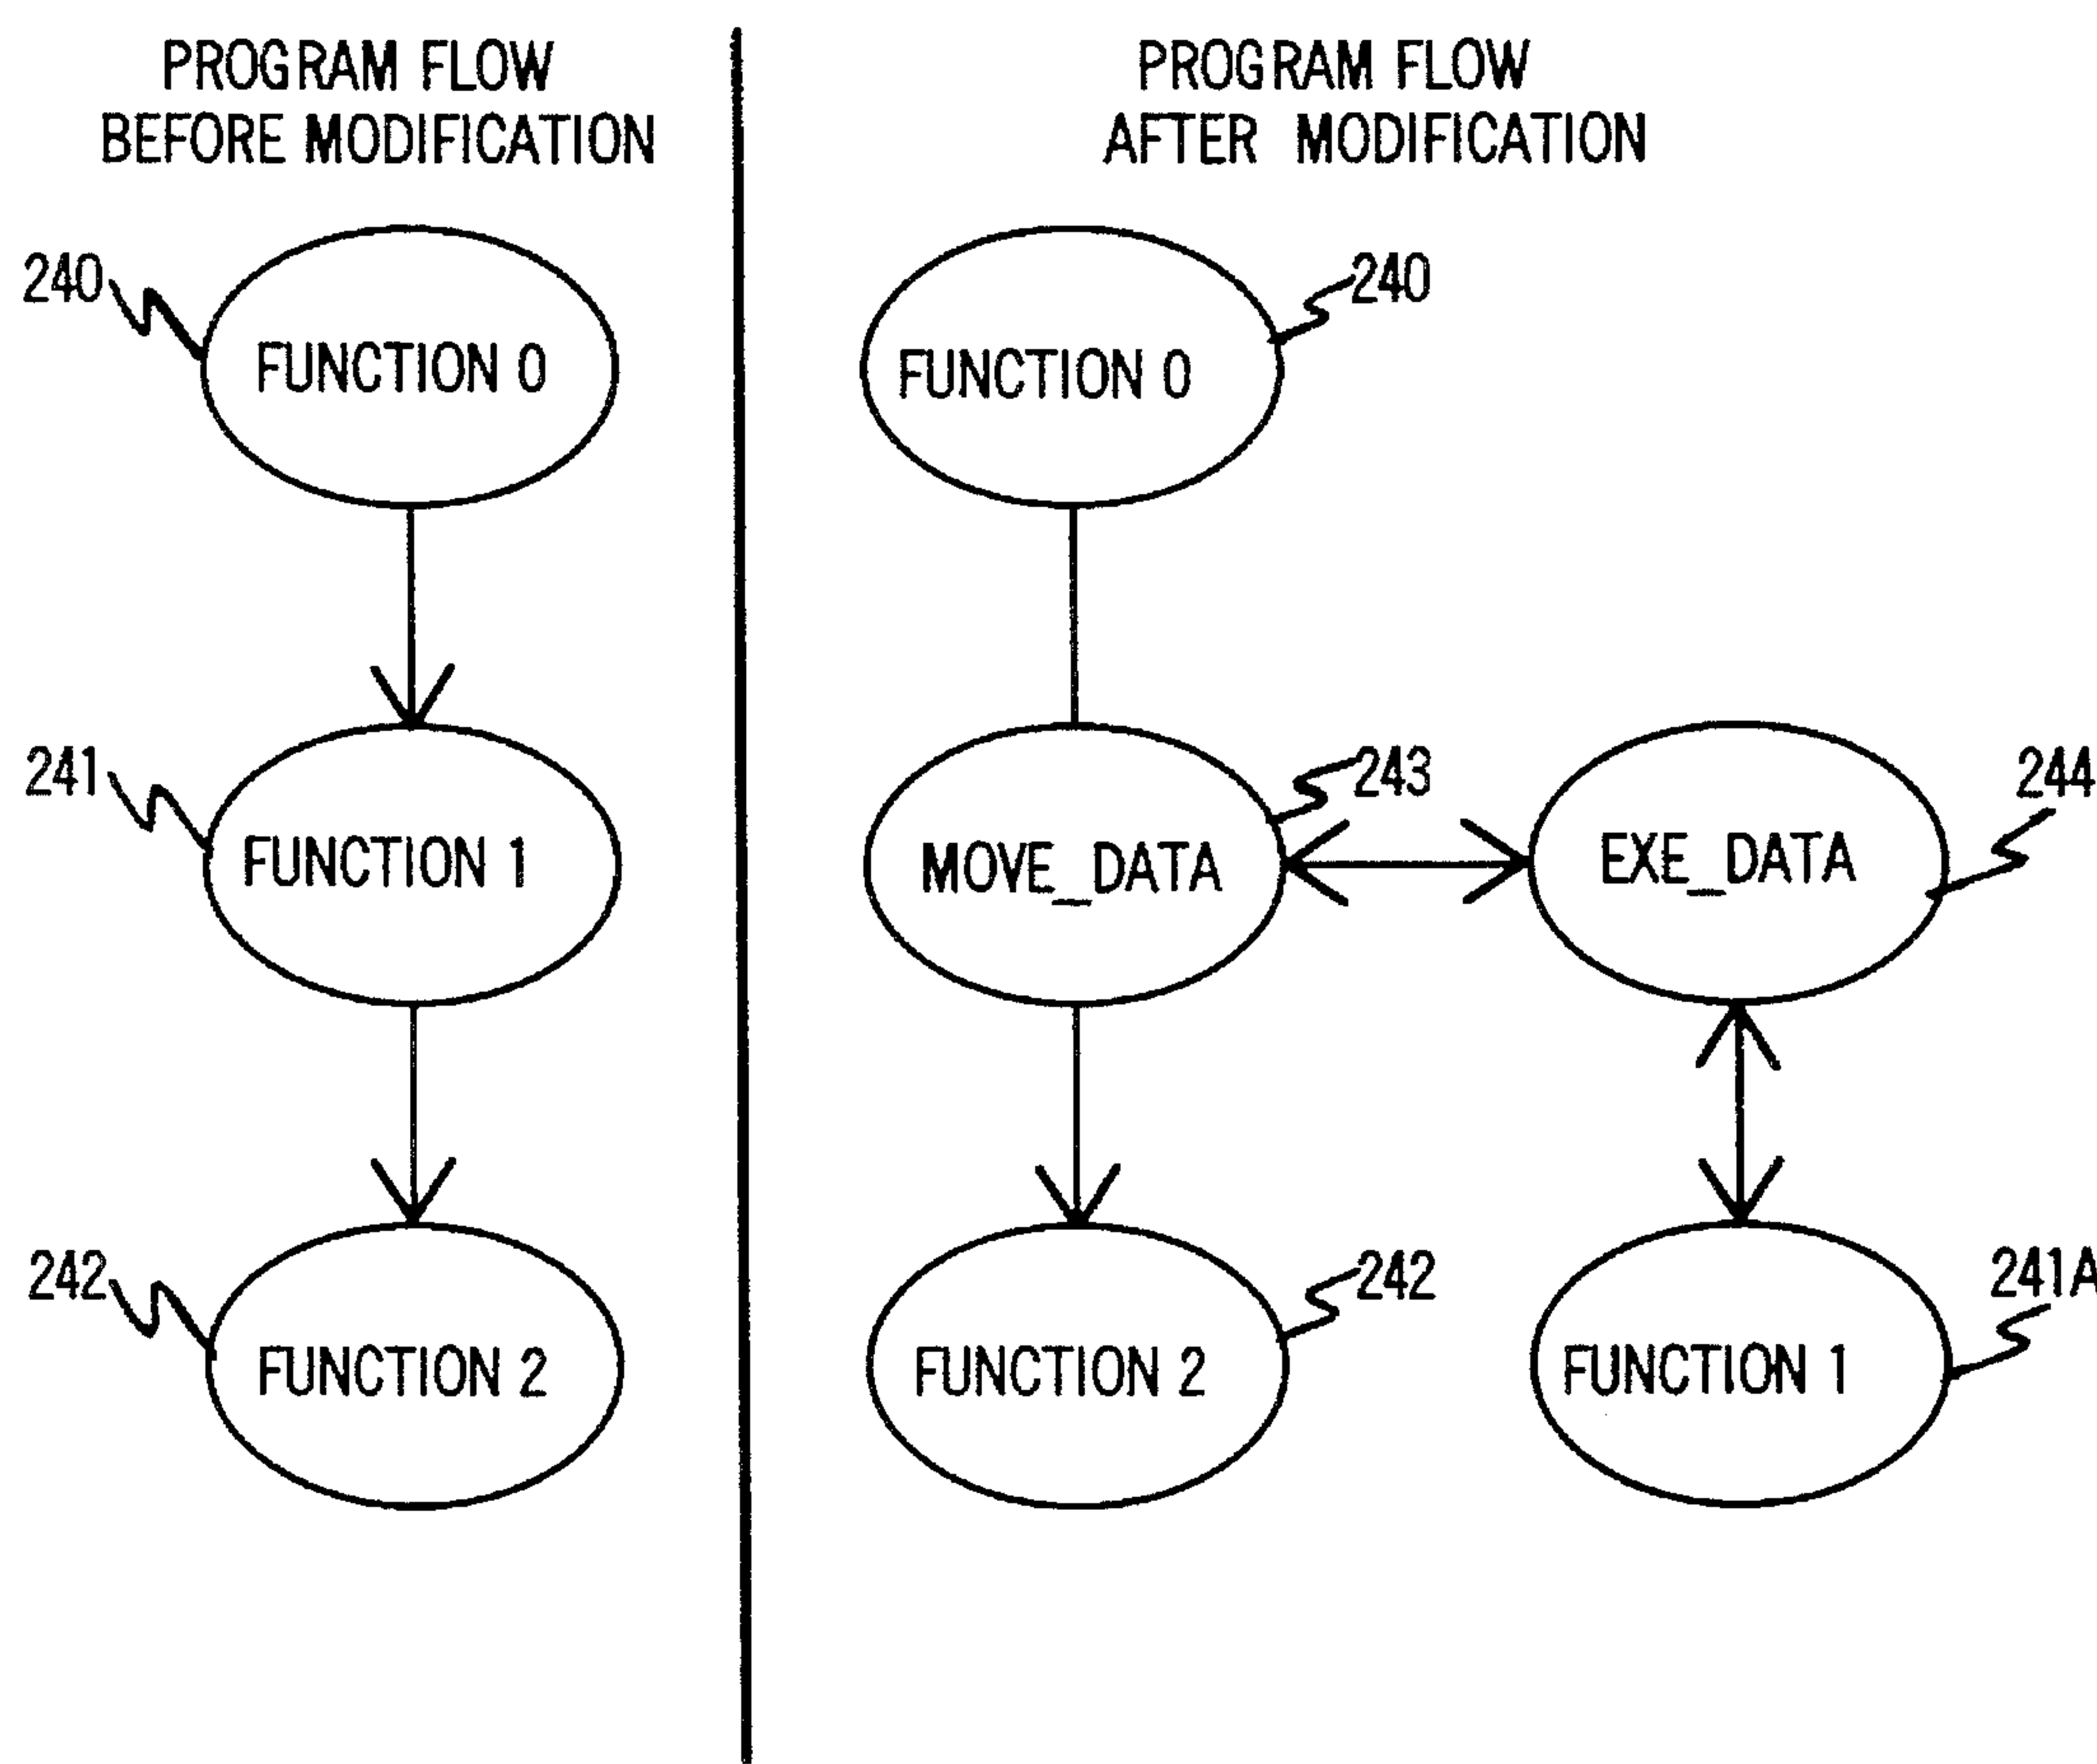 PROGRAM FLOW
BEFORE MODIFICATION
240
FUNCTION 0
241
FUNCTION 1
242
FUNCTION 2
PROGRAM FLOW
AFTER MODIFICATION
240
FUNCTION 0
243
MOVE_DATA
244
EXE_DATA
242
FUNCTION 2
241A
FUNCTION 1